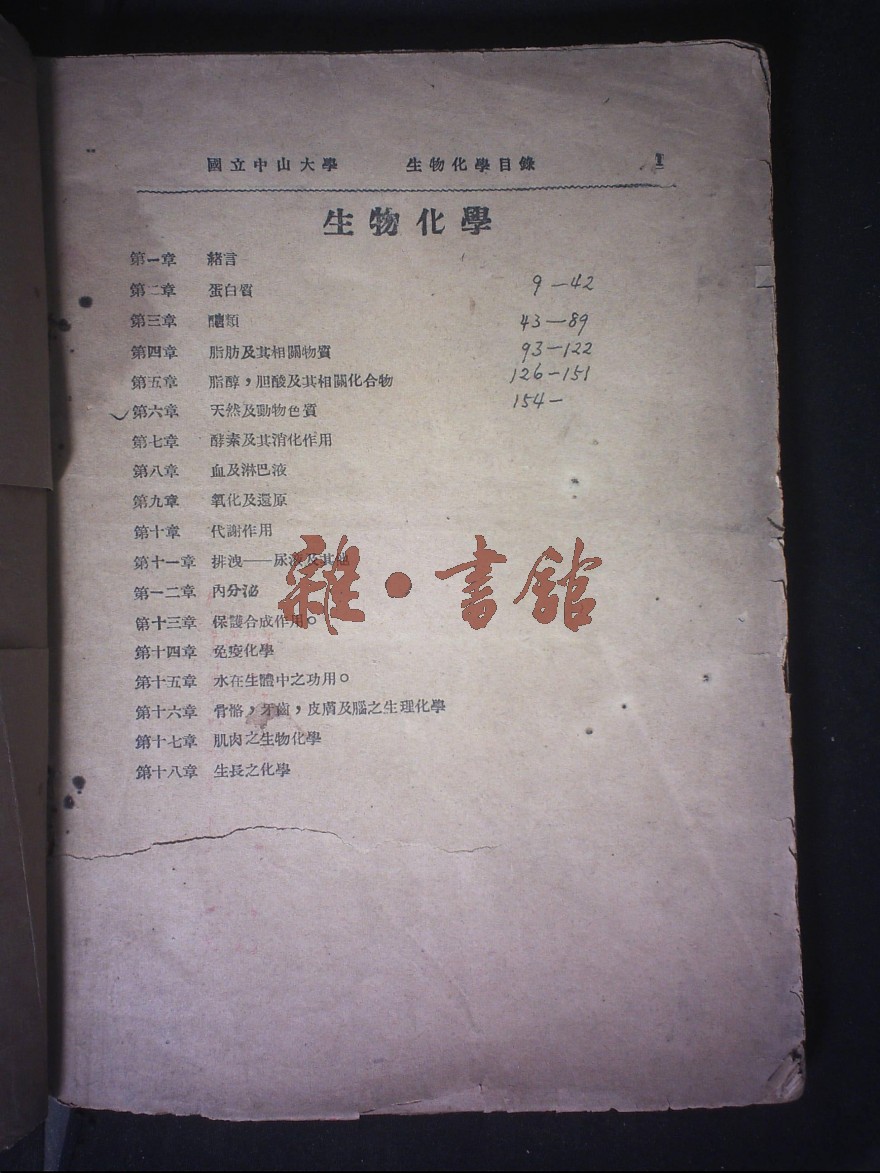 國立中山大學 生物化學目錄 1
生物化學
第一章 緒言
第二章 蛋白質 9—42
第三章 醣類 43—89
第四章 脂肪及其相關物質 93—122
第五章 脂醇，胆酸及其相關化合物 126—151
第六章 天然及動物色質 154—
第七章 酵素及其消化作用
第八章 血及淋巴液
第九章 氧化及還原
第十章 代謝作用
第十一章 排洩——尿液及其他
第一二章 內分泌
第十三章 保護合成作用。
第十四章 免疫化學
第十五章 水在生體中之功用。
第十六章 骨骼，牙齒，皮膚及腦之生理化學
第十七章 肌肉之生物化學
第十八章 生長之化學
雜·書館